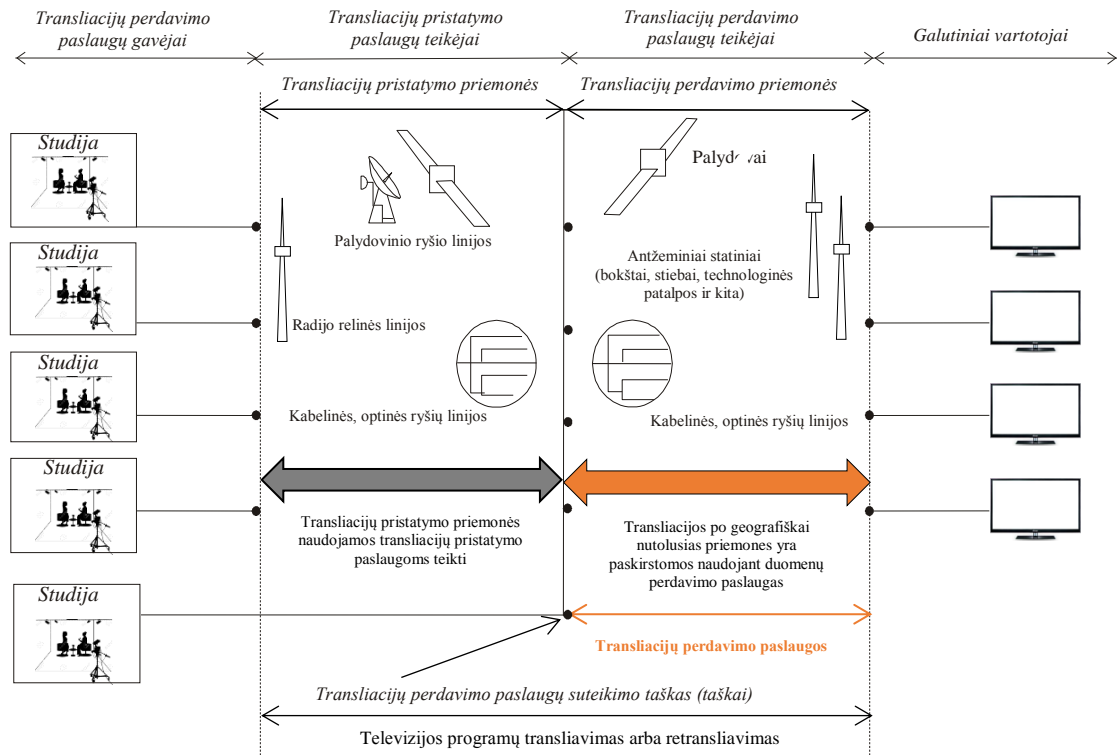 Transliacijų perdavimo
paslaugų gavėjai
Transliacijų pristatymo
paslaugų teikėjai
Transliacijų perdavimo
paslaugų teikėjai
Galutiniai vartotojai
Transliacijų pristatymo priemonės
Transliacijų perdavimo priemonės
Studija
Studija
Studija
Studija
Studija
Palydovinio ryšio linijos
Radijo relinės linijos
Kabelinės, optinės ryšių linijos
Palydovai
Antžeminiai statiniai
(bokštai, stiebai, technologinės
patalpos ir kita)
Kabelinės, optinės ryšių linijos
Transliacijų pristatymo priemonės
naudojamos transliacijų pristatymo
paslaugoms teikti
Transliacijos po geografiškai
nutolusias priemones yra
paskirstomos naudojant duomenų
perdavimo paslaugas
Transliacijų perdavimo paslaugos
Transliacijų perdavimo paslaugų suteikimo taškas (taškai)
Televizijos programų transliavimas arba retransliavimas